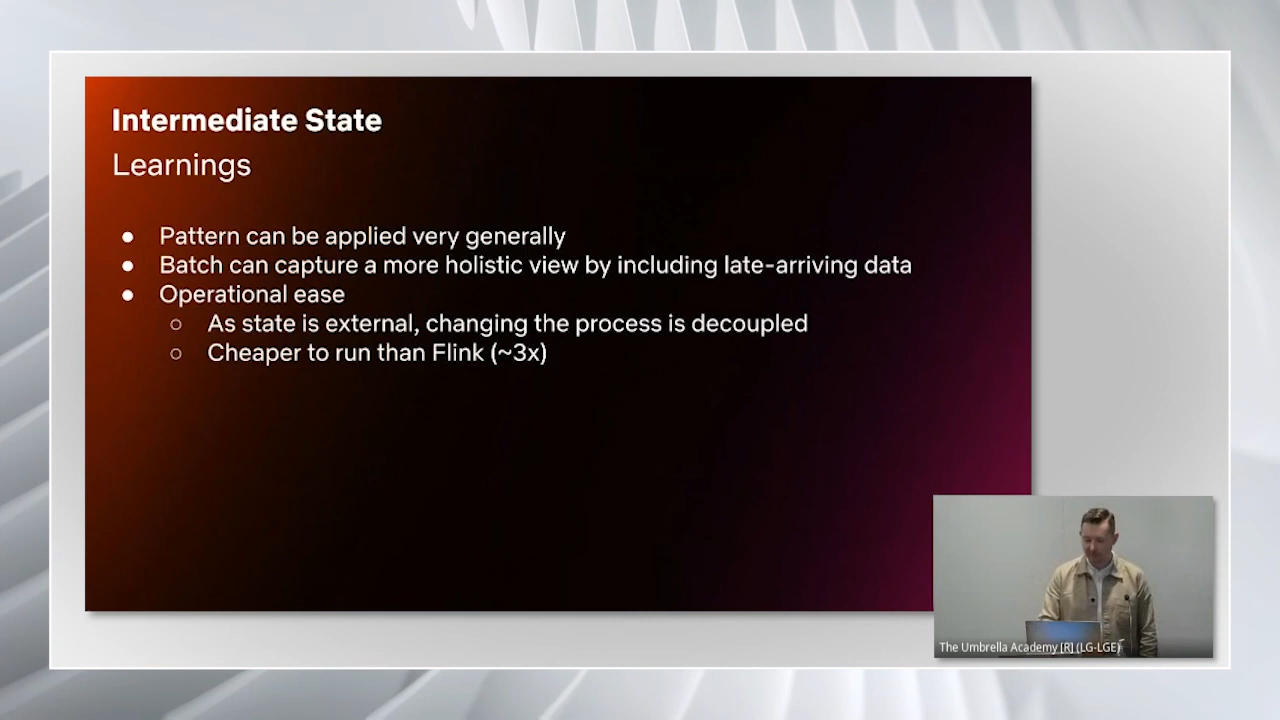 Intermediate State
Learnings
● Pattern can be applied very generally
● Batch can capture a more holistic view by including late-arriving data
● Operational ease
○ As state is external, changing the process is decoupled
○ Cheaper to run than Flink (~3x)
The Umbrella Academy [R] (LG-LGE)